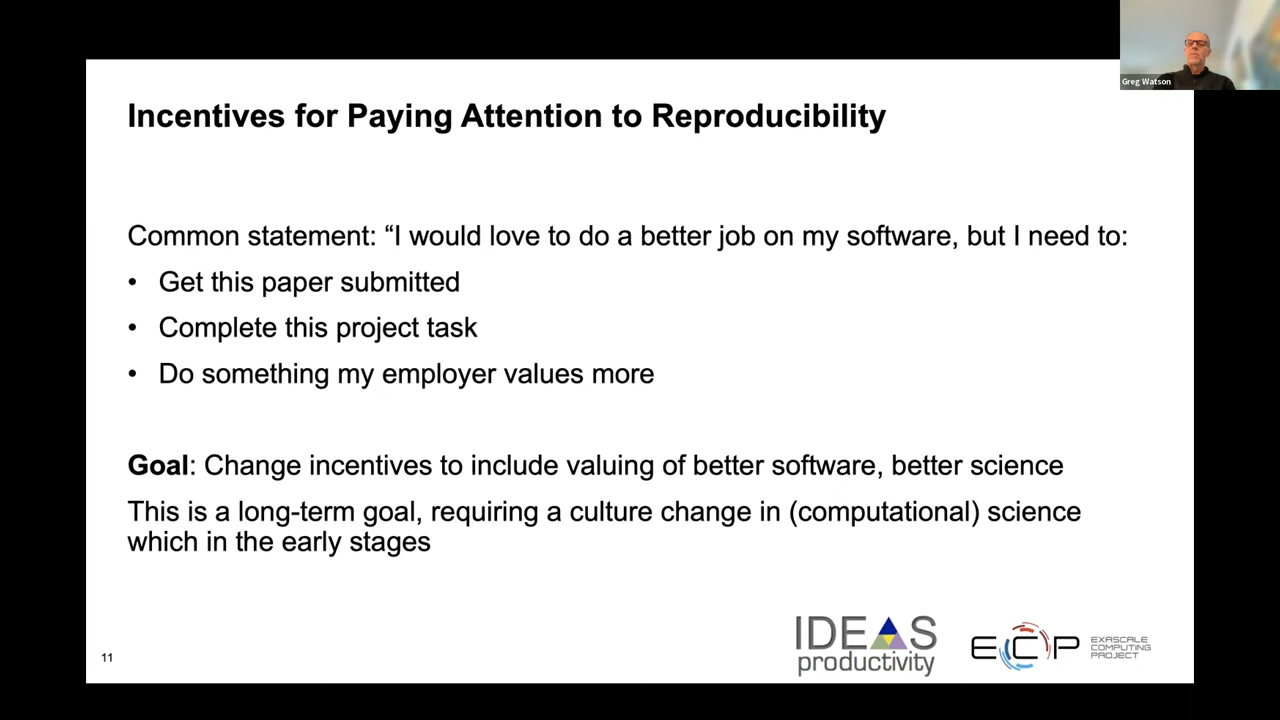 Greg Watson
Incentives for Paying Attention to Reproducibility
Common statement: “I would love to do a better job on my software, but I need to:
• Get this paper submitted
• Complete this project task
• Do something my employer values more
Goal: Change incentives to include valuing of better software, better science
This is a long-term goal, requiring a culture change in (computational) science
which in the early stages
11
IDEAS
productivity
ECP
EXASCALE
COMPUTING
PROJECT